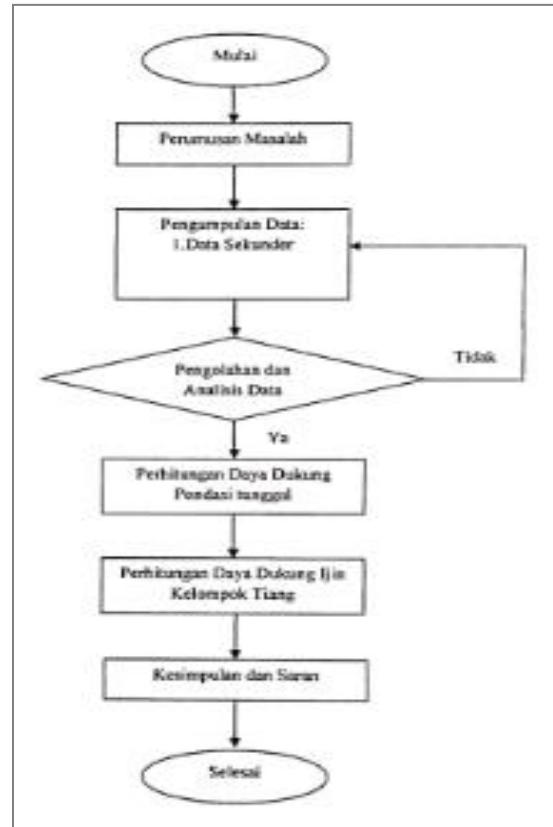 Mulai
Perumusan Masalah
Pengumpulan Data:
1.Data Sekunder
Pengolahan dan
Analisis Data
Tidak
Ya
Perhitungan Daya Dukung
Pondasi tunggal
Perhitungan Daya Dukung Ijin
Kelompok Tiang
Kesimpulan dan Saran
Selesai